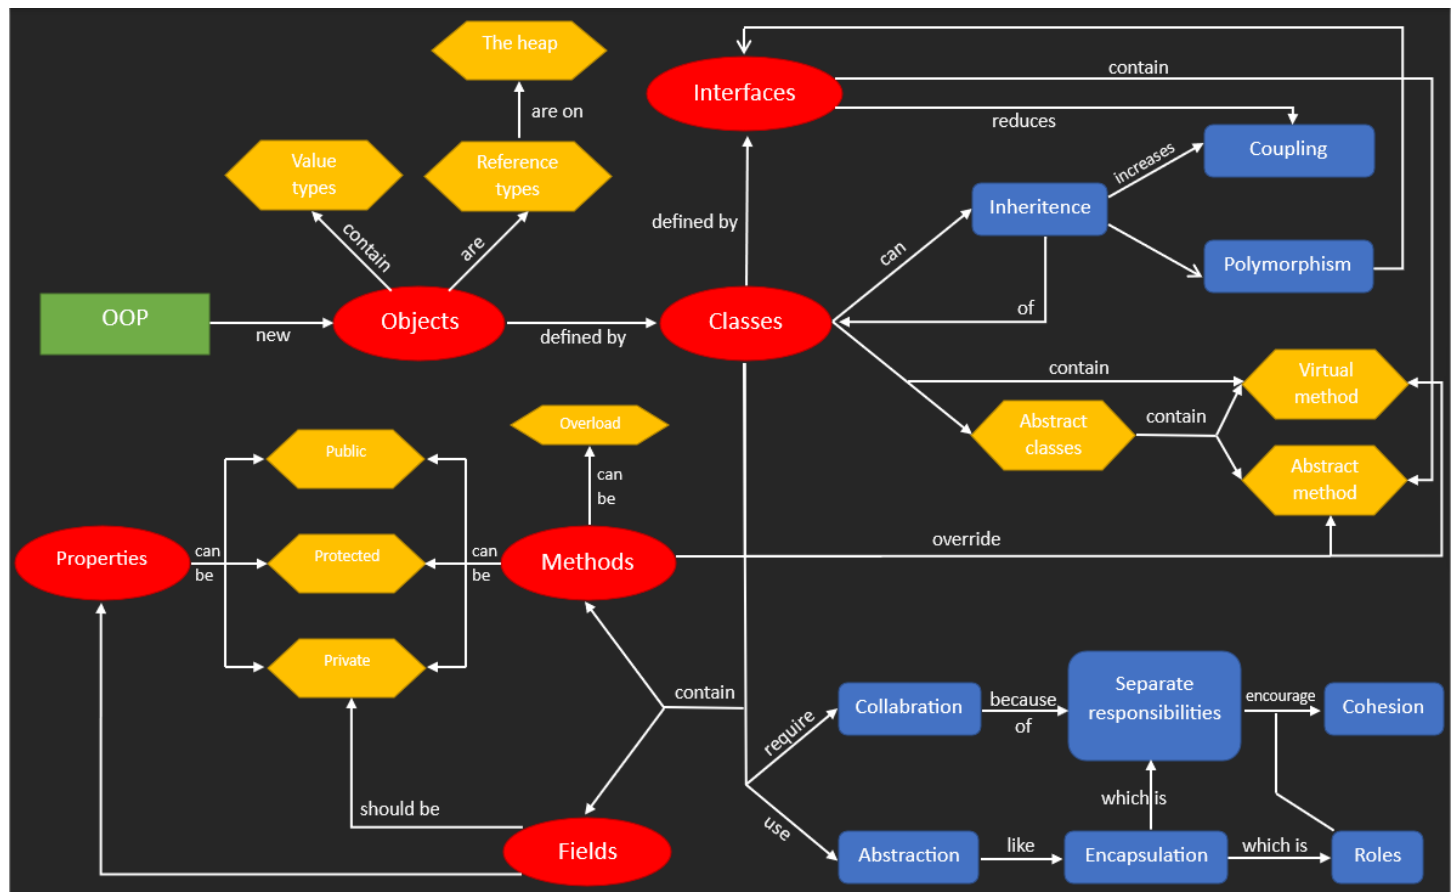 The heap
are on
Value
types
Reference
types
contain
are
OOP
new
Objects
defined by
Classes
defined by
Interfaces
contain
reduces
Coupling
increases
Inheritence
can
of
Polymorphism
contain
Virtual
method
Abstract
classes
contain
Abstract
method
Overload
can
be
Public
Protected
Private
Properties
can
be
can
be
Methods
override
contain
should be
Fields
require
Collabration
because
of
Separate
responsibilities
encourage
Cohesion
which is
use
Abstraction
like
Encapsulation
which is
Roles